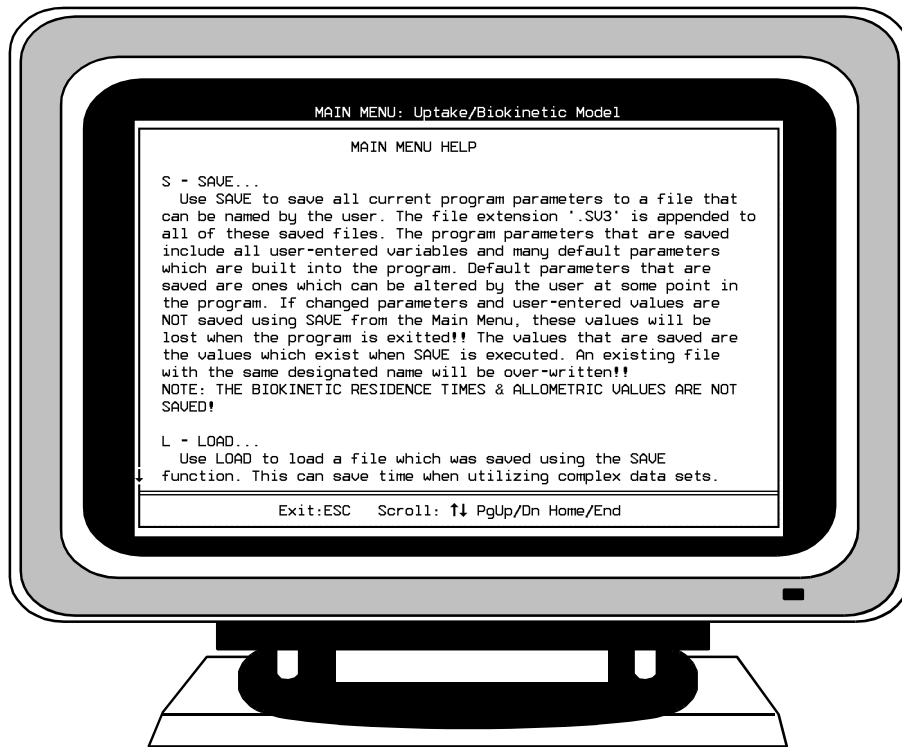 MAIN MENU: Uptake/Biokinetic Model
MAIN MENU HELP
S - SAVE...
Use SAVE to save all current program parameters to a file that
can be named by the user. The file extension '.SV3' is appended to
all of these saved files. The program parameters that are saved
include all user-entered variables and many default parameters
which are built into the program. Default parameters that are
saved are ones which can be altered by the user at some point in
the program. If changed parameters and user-entered values are
NOT saved using SAVE from the Main Menu, these values will be
lost when the program is exitted!! The values that are saved are
the values which exist when SAVE is executed. An existing file
with the same designated name will be over-written!!
NOTE: THE BIOKINETIC RESIDENCE TIMES & ALLOMETRIC VALUES ARE NOT
SAVED!
L - LOAD...
Use LOAD to load a file which was saved using the SAVE
↓ function. This can save time when utilizing complex data sets.
Exit:ESC Scroll: ↑↓ PgUp/Dn Home/End